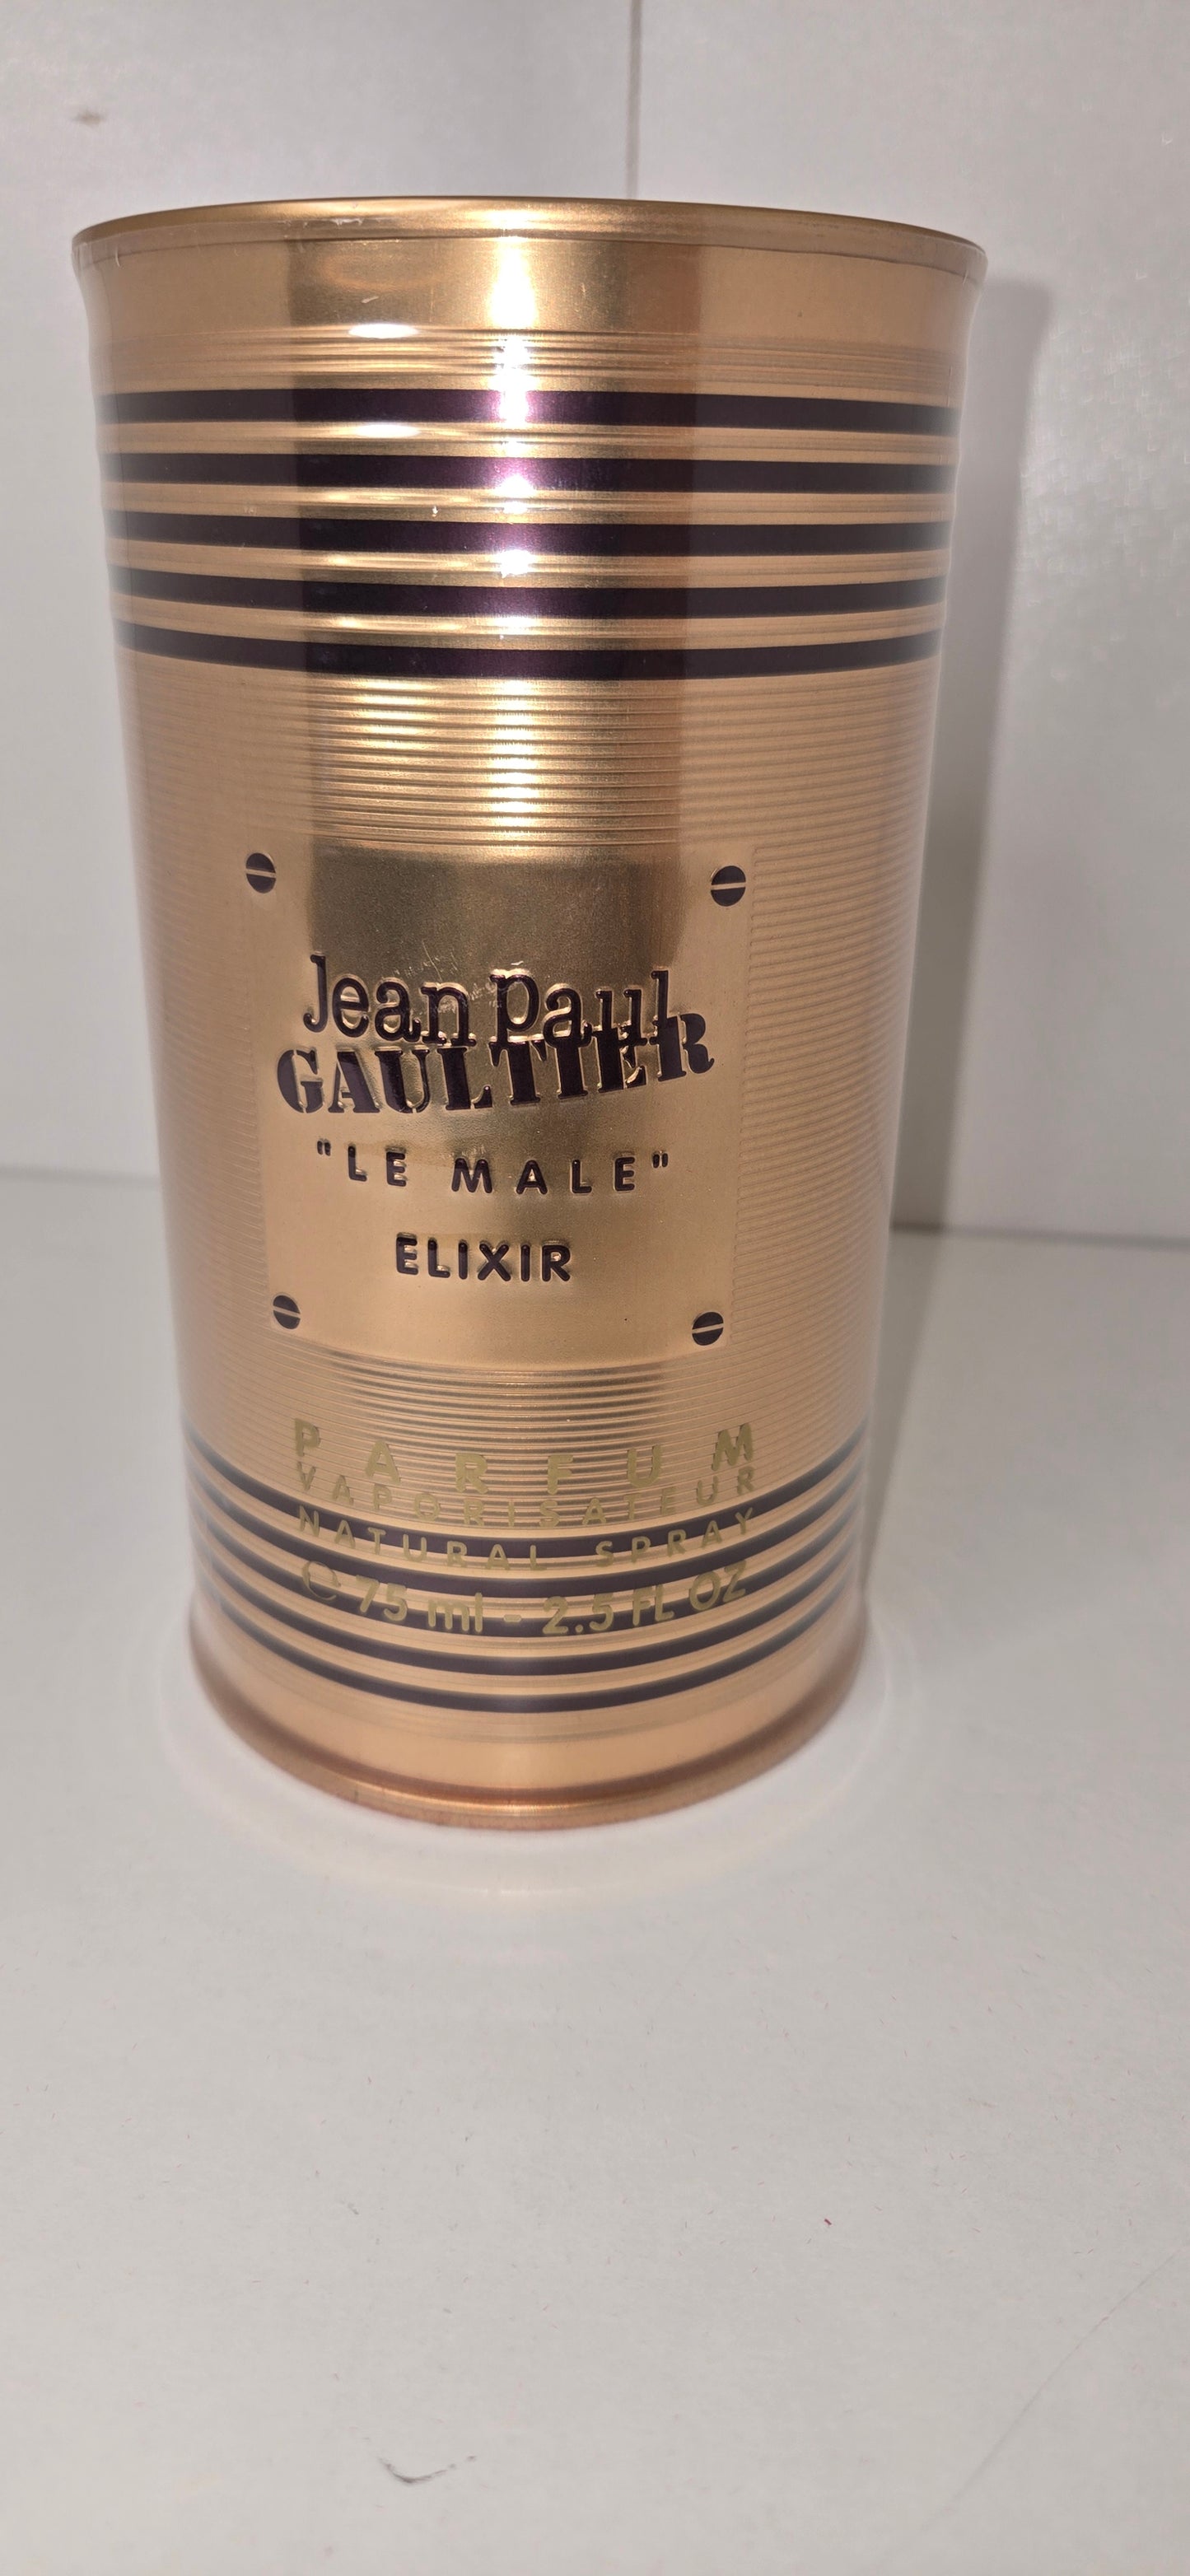 Jean Paul
GAULTIER
"LE MALE"
ELIXIR
PARFUM
VAPORISATEUR
NATURAL SPRAY
℮ 75 ml - 2.5 FL OZ